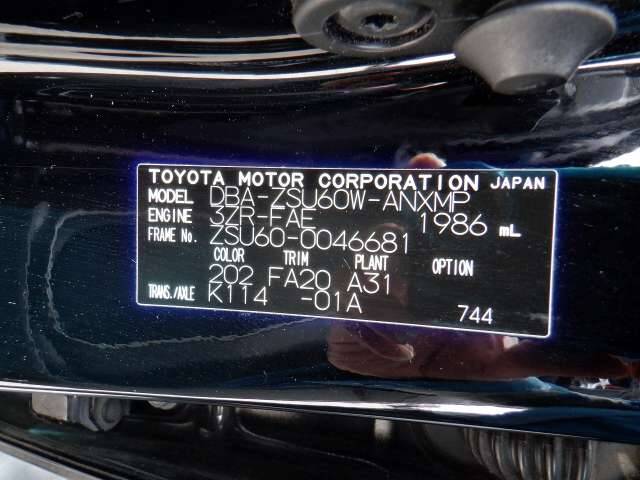 TOYOTA MOTOR CORPORATION JAPAN
MODEL DBA-ZSU60W-ANXMP
ENGINE 3ZR-FAE 1986 mL
FRAME No. ZSU60-0046681
COLOR TRIM PLANT OPTION
202 FA20 A31
TRANS./AXLE K114 -01A
744